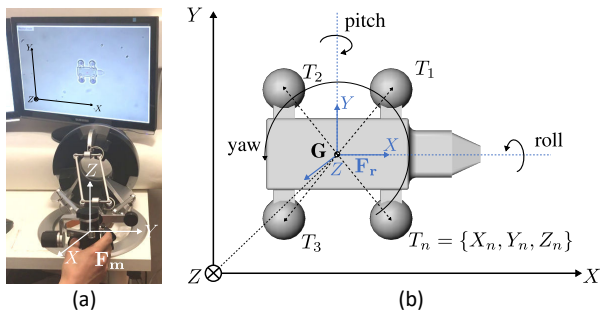 Y
Z
X
Z
X
Y
F_m
(a)
Y
pitch
T_2
T_1
Y
yaw
G
X
roll
Z
F_r
T_3
T_n = {X_n, Y_n, Z_n}
Z
X
(b)